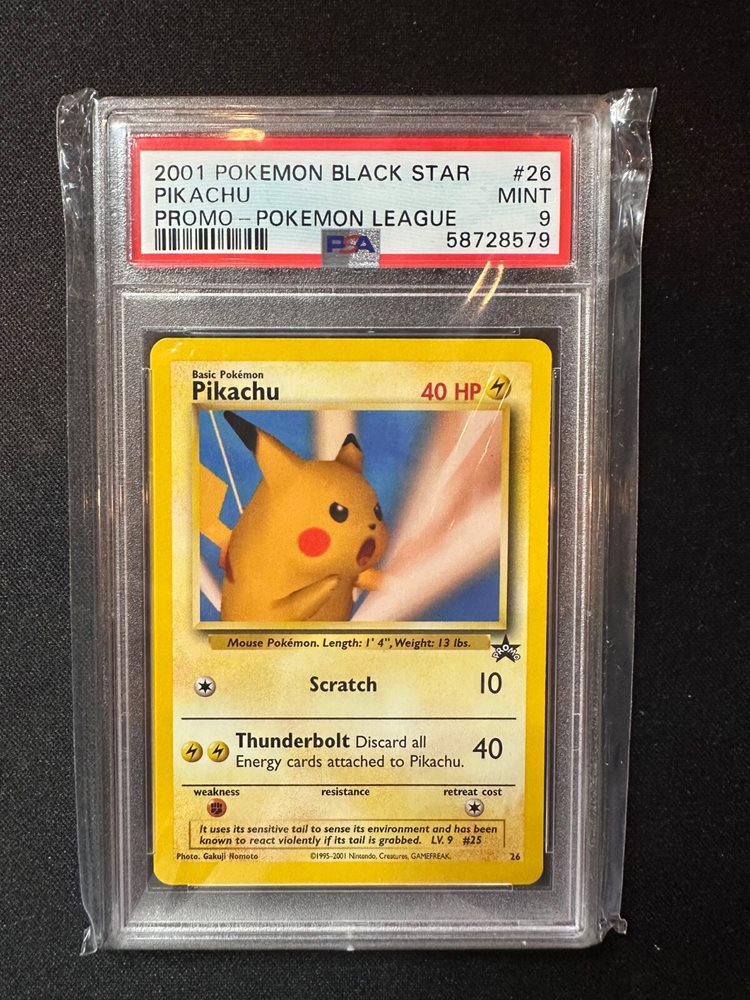 2001 POKEMON BLACK STAR #26
PIKACHU MINT
PROMO - POKEMON LEAGUE 9
PSA 58728579
Basic Pokémon
Pikachu 40 HP
Mouse Pokémon. Length: 1' 4", Weight: 13 lbs.
PROMO
Scratch 10
Thunderbolt Discard all
Energy cards attached to Pikachu. 40
weakness resistance retreat cost
It uses its sensitive tail to sense its environment and has been
known to react violently if its tail is grabbed. LV. 9 #25
Photo. Gakuji Nomoto ©1995-2001 Nintendo, Creatures, GAMEFREAK. 26